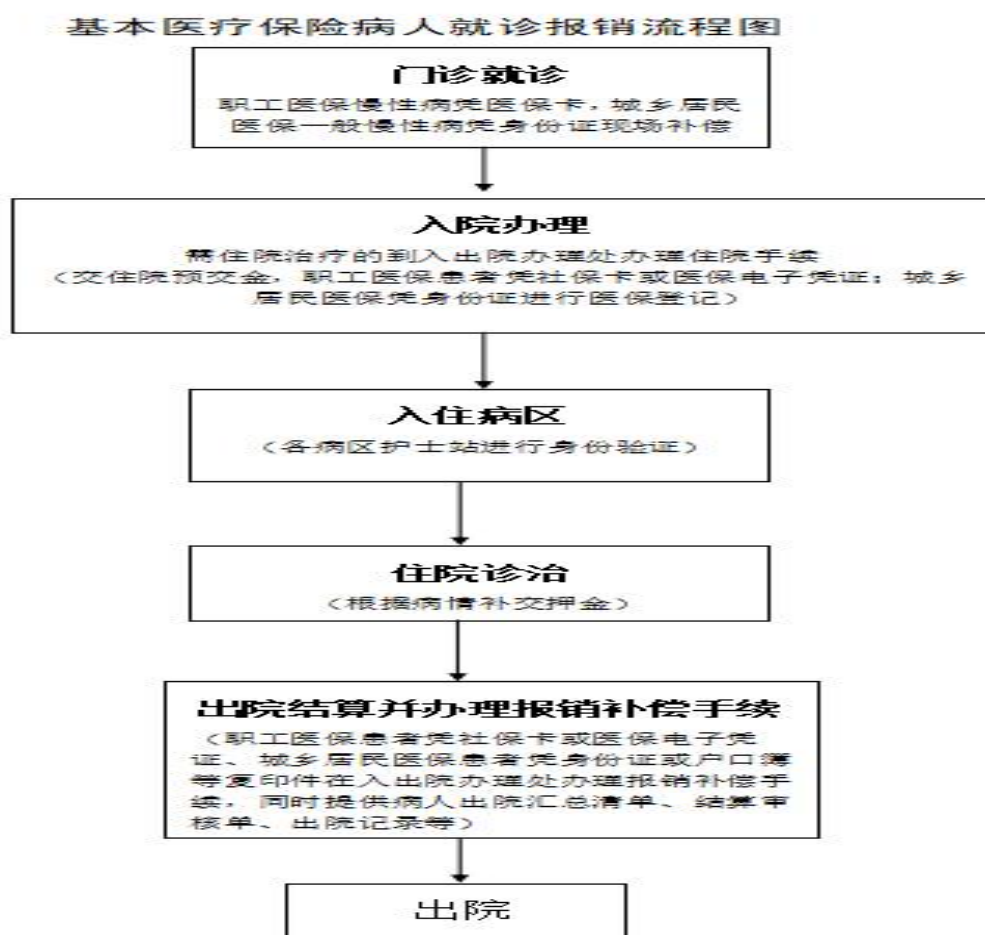 基本医疗保险病人就诊报销流程图
门诊就诊
职工医保慢性病凭医保卡，城乡居民
医保一般慢性病凭身份证现场补偿
入院办理
需住院治疗的到入出院办理处办理住院手续
（交住院预交金，职工医保患者凭社保卡或医保电子凭证；城乡
居民医保凭身份证进行医保登记）
入住病区
（各病区护士站进行身份验证）
住院诊治
（根据病情补交押金）
出院结算并办理报销补偿手续
（职工医保患者凭社保卡或医保电子凭
证、城乡居民医保患者凭身份证或户口簿
等复印件在入出院办理处办理报销补偿手
续，同时提供病人出院汇总清单、结算审
核单、出院记录等）
出院